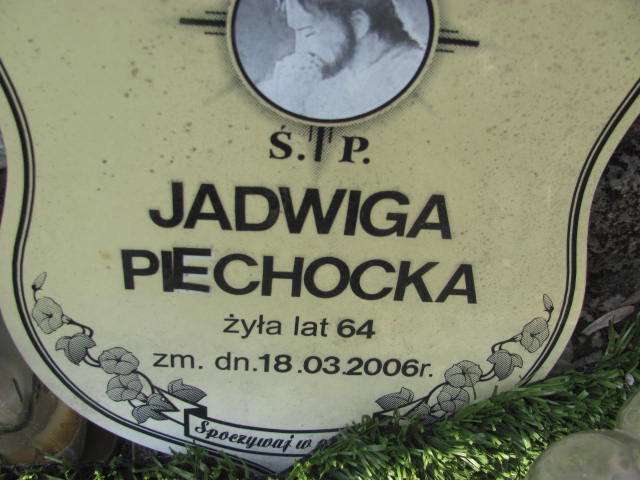 Ś. P.
JADWIGA
PIECHOCKA
żyła lat 64
zm. dn. 18.03.2006r.
Spoczywaj w